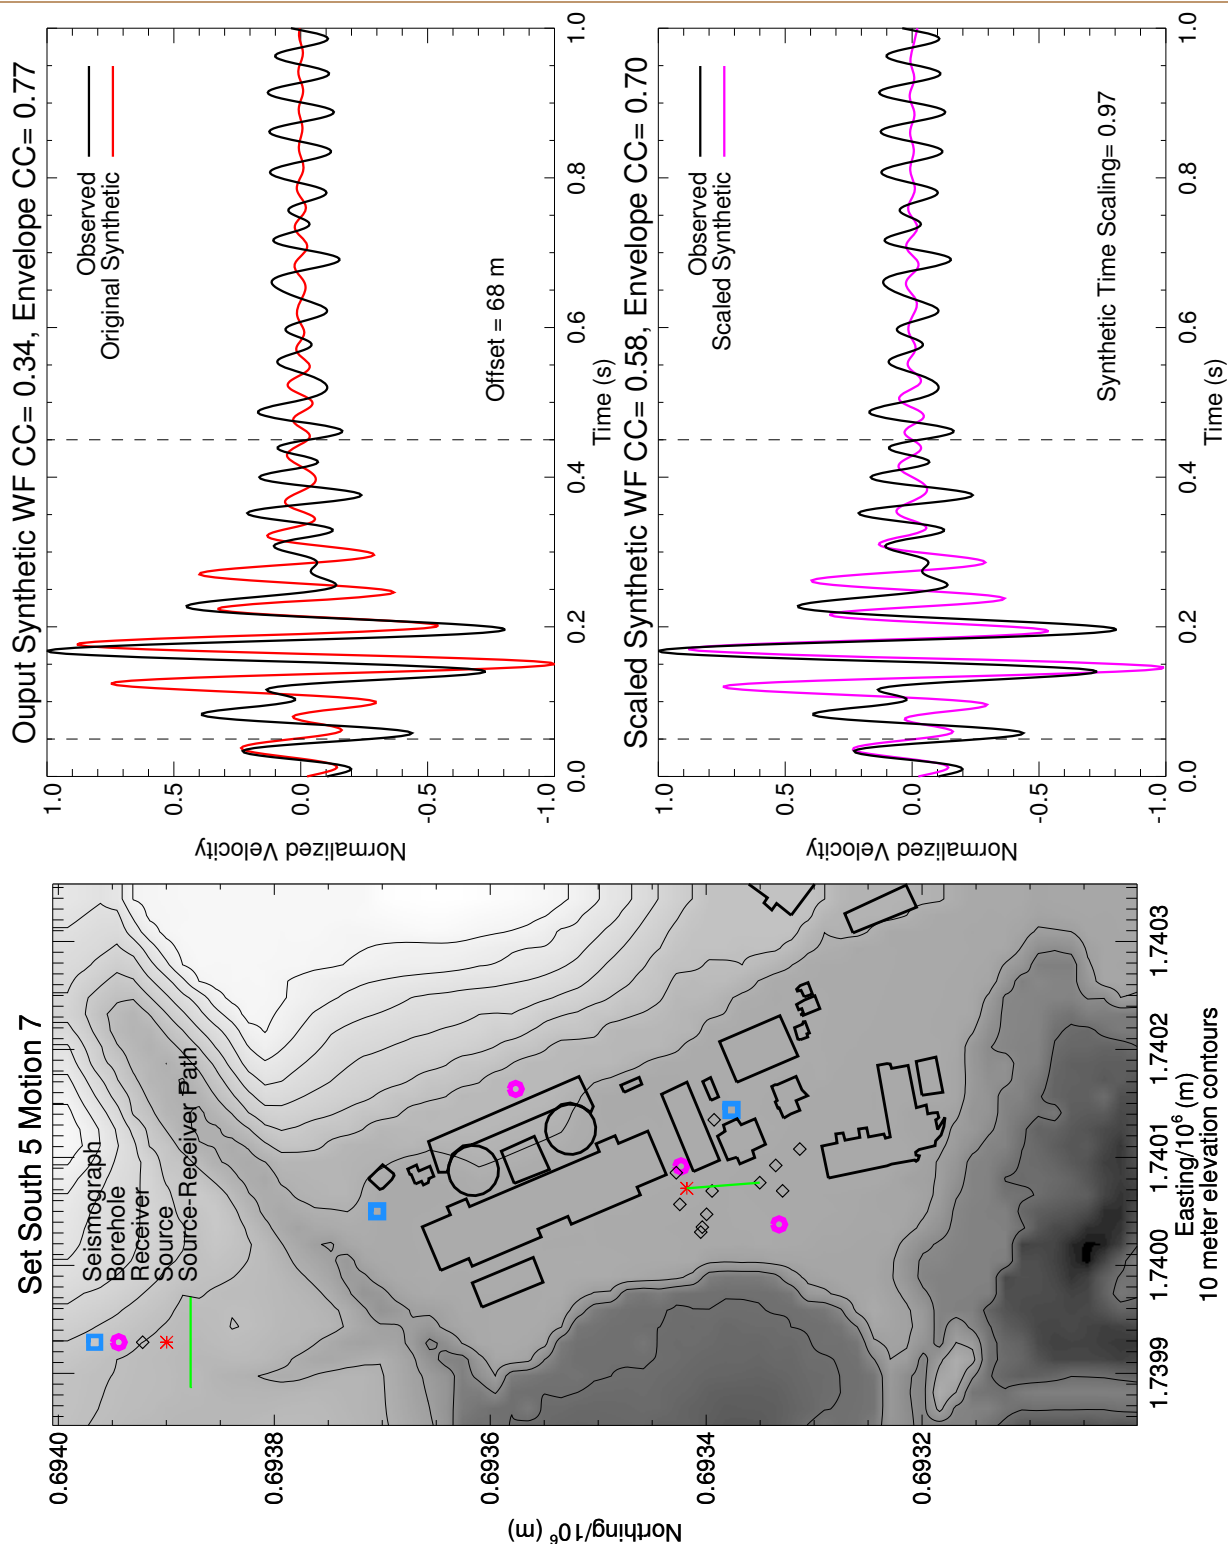 Set South 5 Motion 7
Seismograph
Borehole
Receiver
Source
Source-Receiver Path
0.6940
0.6938
0.6936
0.6934
0.6932
Northing/10⁶ (m)
1.7399
1.7400
1.7401
1.7402
1.7403
Easting/10⁶ (m)
10 meter elevation contours
Ouput Synthetic WF CC= 0.34, Envelope CC= 0.77
Observed
Original Synthetic
Offset = 68 m
1.0
0.5
0.0
-0.5
-1.0
Normalized Velocity
0.0
0.2
0.4
0.6
0.8
1.0
Time (s)
Scaled Synthetic WF CC= 0.58, Envelope CC= 0.70
Observed
Scaled Synthetic
Synthetic Time Scaling= 0.97
1.0
0.5
0.0
-0.5
-1.0
Normalized Velocity
0.0
0.2
0.4
0.6
0.8
1.0
Time (s)